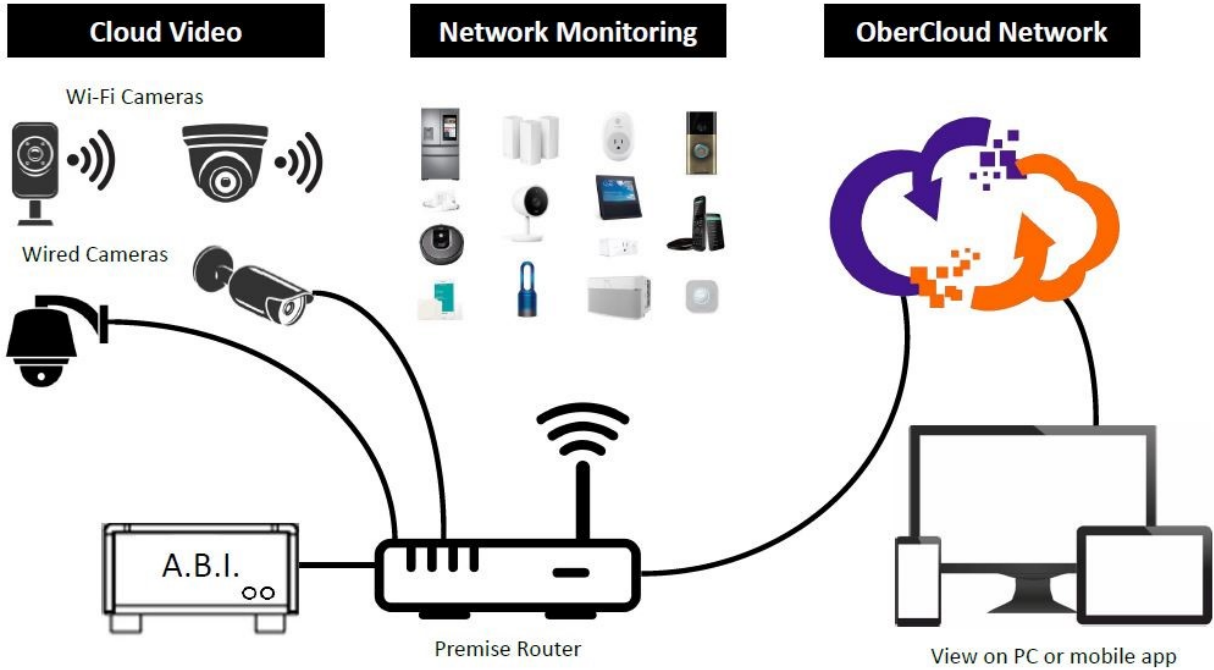 Cloud Video
Network Monitoring
OberCloud Network
Wi-Fi Cameras
Wired Cameras
A.B.I.
Premise Router
View on PC or mobile app